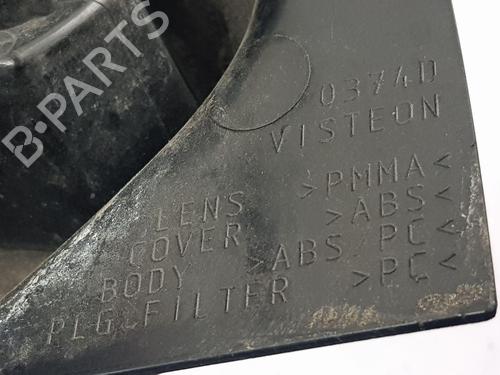 B-PARTS
0374D
VISTEON
LENS >PMMA<
COVER >ABS<
BODY >ABS/PC<
PLG.FILTER >PC<